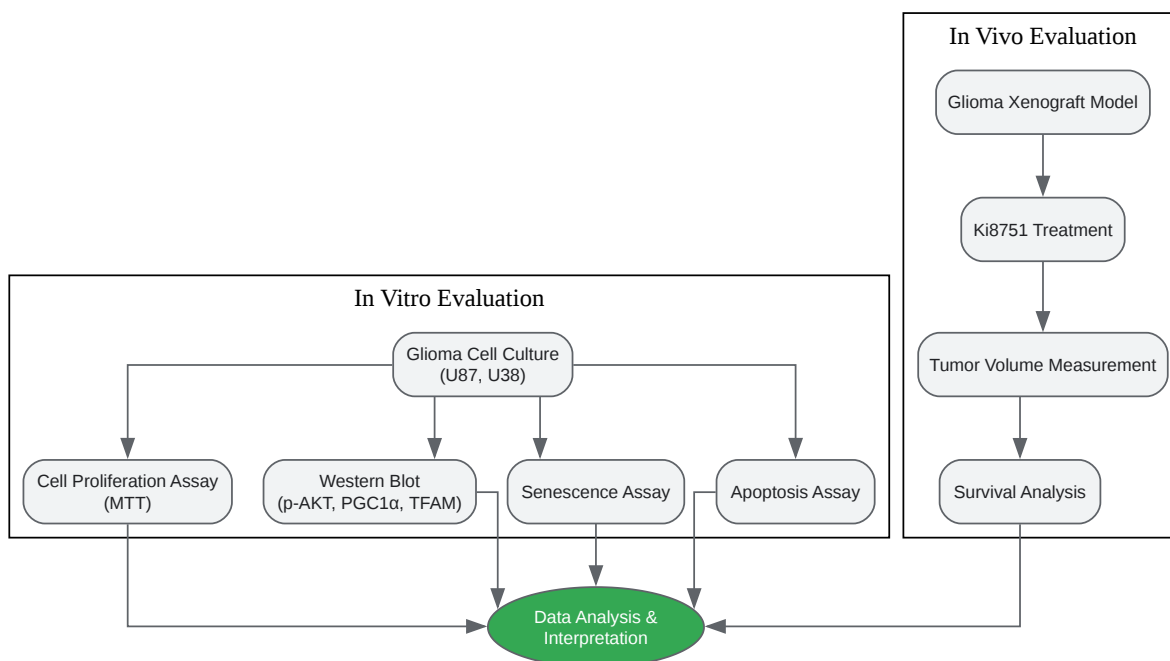 In Vivo Evaluation
Glioma Xenograft Model
Ki8751 Treatment
Tumor Volume Measurement
Survival Analysis
In Vitro Evaluation
Glioma Cell Culture
(U87, U38)
Cell Proliferation Assay
(MTT)
Western Blot
(p-AKT, PGC1α, TFAM)
Senescence Assay
Apoptosis Assay
Data Analysis &
Interpretation